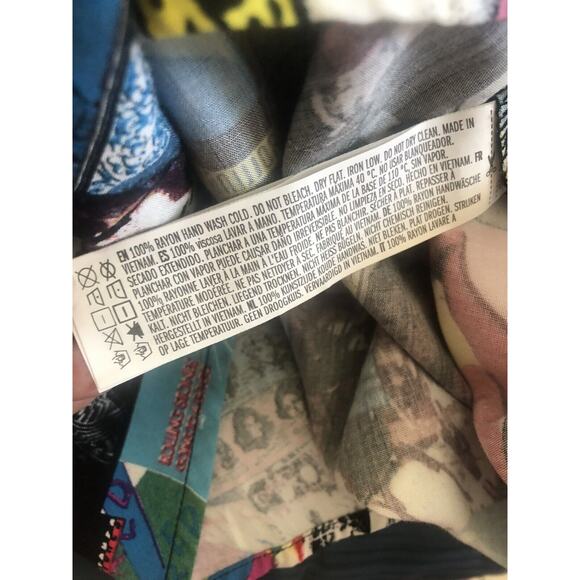 EN 100% RAYON HAND WASH COLD. DO NOT BLEACH. DRY FLAT. IRON LOW. DO NOT DRY CLEAN. MADE IN
VIETNAM. ES 100% viscosa LAVAR A MANO. TEMPERATURA MÁXIMA 40 °C. NO USAR BLANQUEADOR.
SECADO EXTENDIDO. PLANCHAR A UNA TEMPERATURA MÁXIMA DE LA BASE DE 110 °C SIN VAPOR.
PLANCHAR CON VAPOR PUEDE CAUSAR DAÑO IRREVERSIBLE NO LIMPIAR EN SECO. HECHO EN VIETNAM. FR
100% RAYONNE LAVER À LA MAIN À L'EAU FROIDE. NE PAS BLANCHIR. SÉCHER À PLAT. REPASSER À
TEMPÉRATURE MODÉRÉE. NE PAS NETTOYER À SEC. FABRIQUÉ AU VIETNAM. DE 100% RAYON HANDWÄSCHE
KALT. NICHT BLEICHEN. LIEGEND TROCKNEN. NICHT HEISS BÜGELN. NICHT CHEMISCH REINIGEN.
HERGESTELLT IN VIETNAM. NL 100% KUNSTZIJDE KOUDE HANDWAS. NIET BLEKEN. PLAT DROGEN. STRIJKEN
OP LAGE TEMPERATUUR. GEEN DROOGKUIS. VERVAARDIGD IN VIETNAM. IT 100% RAYON LAVARE A